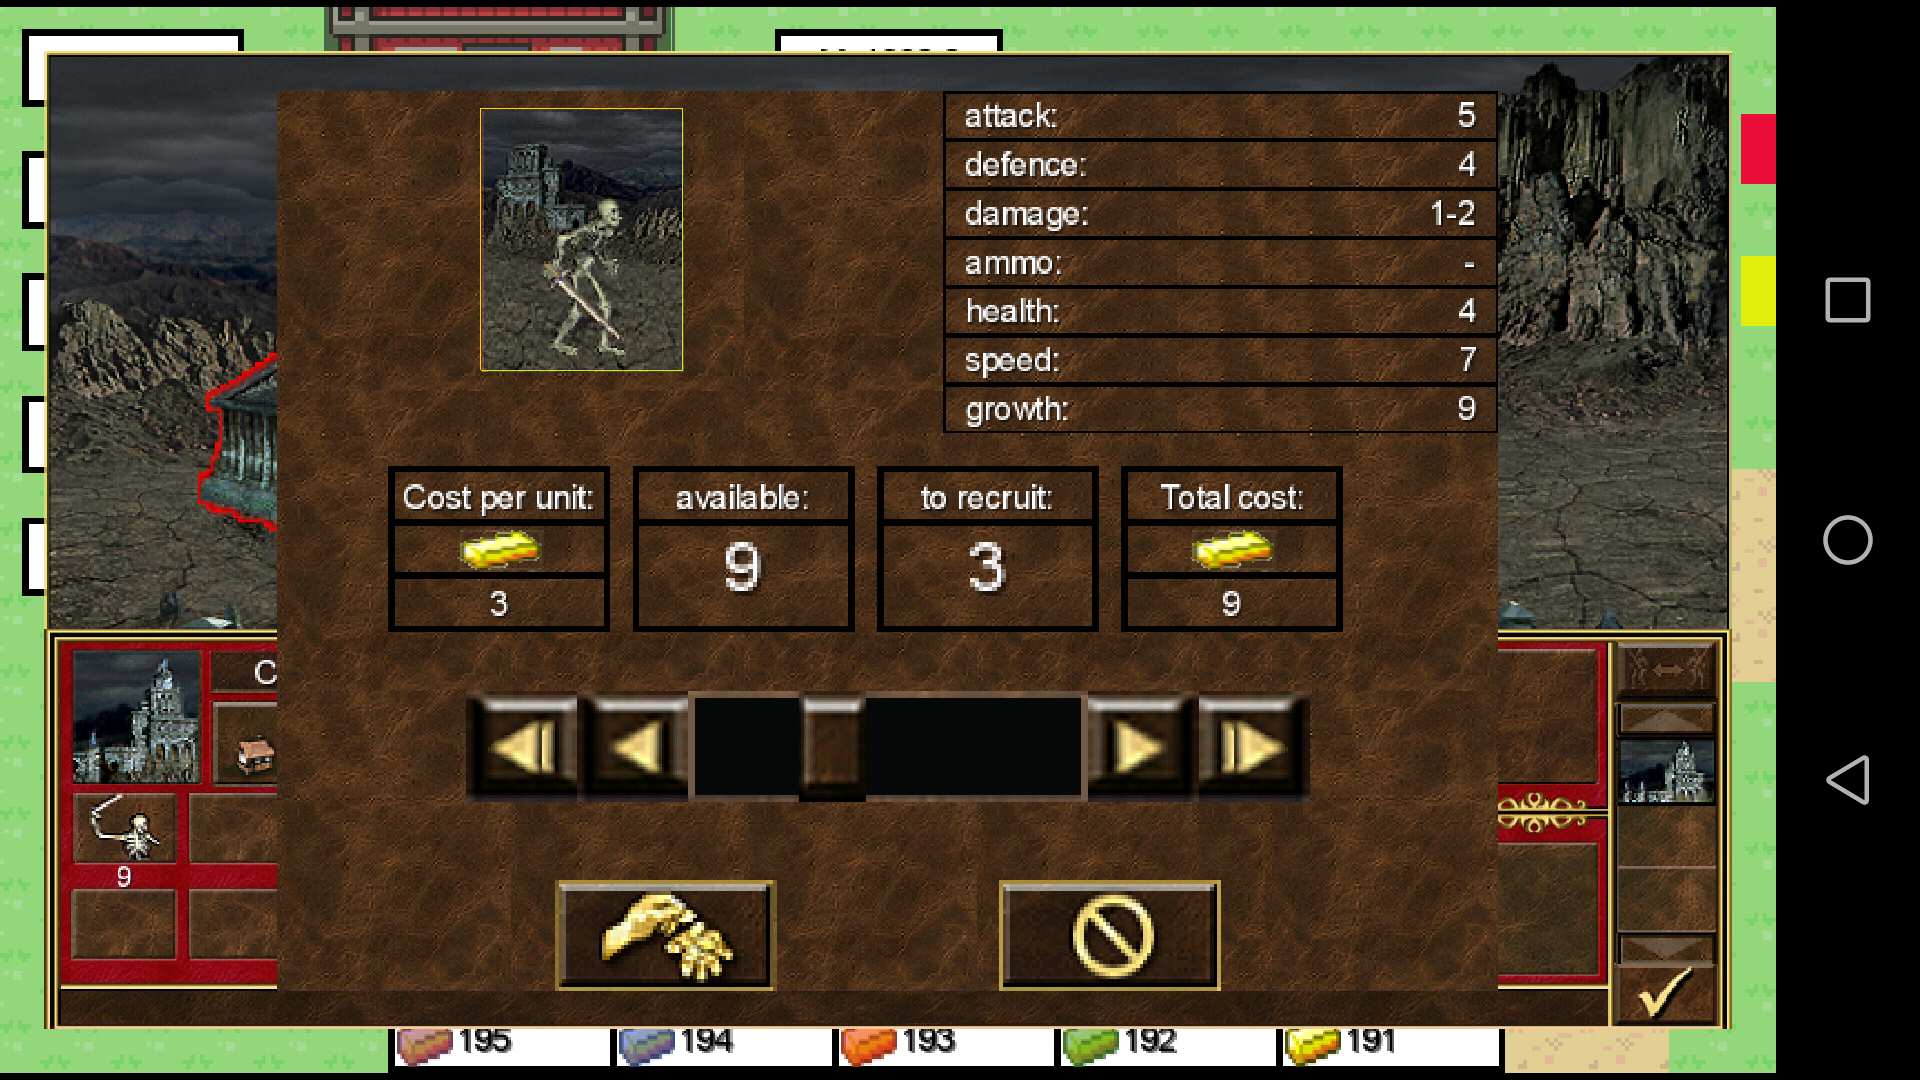 attack: 5
defence: 4
damage: 1-2
ammo: -
health: 4
speed: 7
growth: 9
Cost per unit: available: to recruit: Total cost:
9 3
3 9
C
9
195 194 193 192 191